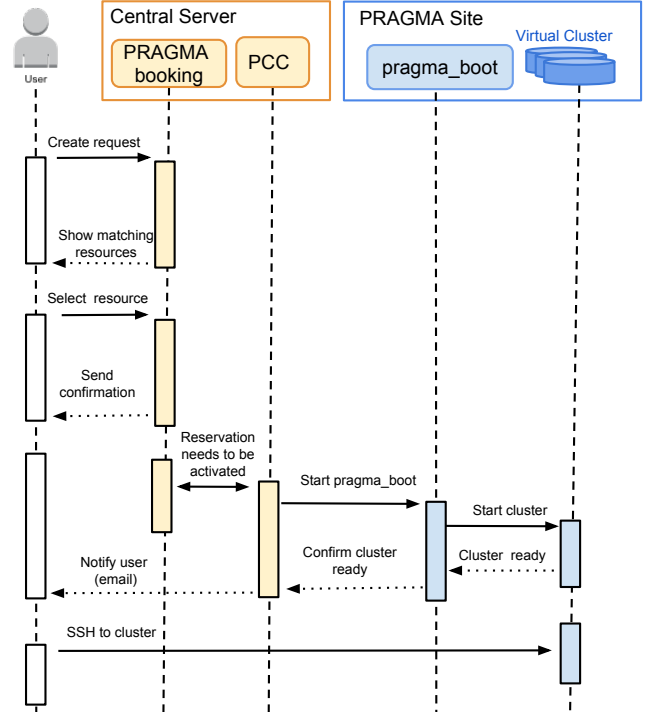 Central Server
PRAGMA Site
PRAGMA
booking
PCC
pragma_boot
Virtual Cluster
User
Create request
Show matching
resources
Select  resource
Send
confirmation
Reservation
needs to be
activated
Start pragma_boot
Start cluster
Cluster  ready
Confirm cluster
ready
Notify user
(email)
SSH to cluster